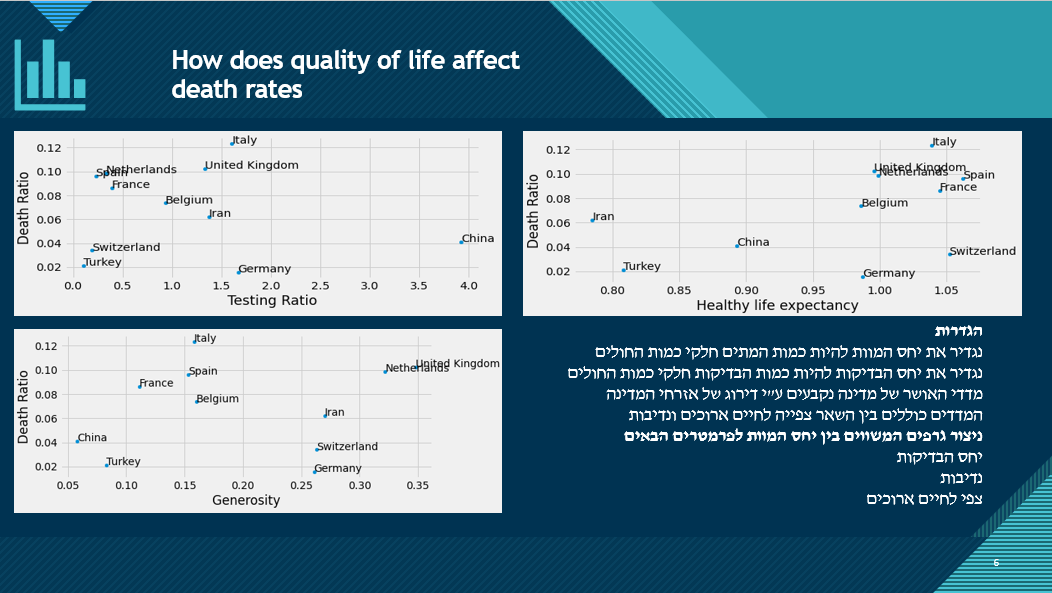 How does quality of life affect
death rates
Death Ratio
0.12
0.10
0.08
0.06
0.04
0.02
Italy
Netherlands
Spain
United Kingdom
France
Belgium
Iran
China
Switzerland
Turkey
Germany
0.0 0.5 1.0 1.5 2.0 2.5 3.0 3.5 4.0
Testing Ratio
Death Ratio
0.12
0.10
0.08
0.06
0.04
0.02
Italy
United Kingdom
Netherlands
Spain
France
Belgium
Iran
China
Switzerland
Turkey
Germany
0.80 0.85 0.90 0.95 1.00 1.05
Healthy life expectancy
Death Ratio
0.12
0.10
0.08
0.06
0.04
0.02
Italy
United Kingdom
Netherlands
Spain
France
Belgium
Iran
China
Switzerland
Turkey
Germany
0.05 0.10 0.15 0.20 0.25 0.30 0.35
Generosity
הגדרות
נגדיר את יחס המוות להיות כמות המתים חלקי כמות החולים
נגדיר את יחס הבדיקות להיות כמות הבדיקות חלקי כמות החולים
מדדי האושר של מדינה נקבעים ע״י דירוג של אזרחי המדינה
המדדים כוללים בין השאר צפייה לחיים ארוכים ונדיבות
ניצור גרפים המשווים בין יחס המוות לפרמטרים הבאים
יחס הבדיקות
נדיבות
צפי לחיים ארוכים
6